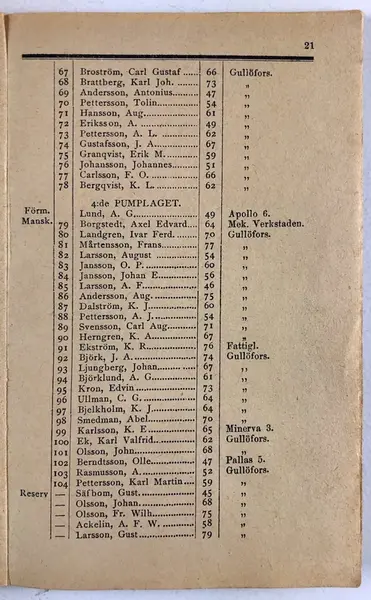 21
67 Broström, Carl Gustaf ..... 66 Gullöfors.
68 Brattberg, Karl Joh. ........ 73 „
69 Andersson, Antonius........ 47 „
70 Pettersson, Tolin............ 54 „
71 Hansson, Aug............... 61 „
72 Eriksson, A. ............... 49 „
73 Pettersson, A. L ............ 62 „
74 Gustafsson, J. A............ 67 „
75 Granqvist, Erik M........... 59 „
76 Johansson, Johannes........ 51 „
77 Carlsson, F. O............... 66 „
78 Bergqvist, K. L............. 62 „
4:de PUMPLAGET.
Förm. Lund, A. G.................. 49 Apollo 6.
Mansk. 79 Borgstedt, Axel Edvard.... 64 Mek. Verkstaden.
80 Landgren, Ivar Ferd. ...... 70 Gullöfors.
81 Mårtensson, Frans.......... 77 „
82 Larsson, August ............ 54 „
83 Jansson, O. P............... 60 „
84 Jansson, Johan E........... 56 „
85 Larsson, A. F............... 46 „
86 Andersson, Aug............. 75 „
87 Dalström, K. J.............. 60 „
88 Pettersson, A. J............. 54 „
89 Svensson, Carl Aug......... 71 „
90 Herngren, K. A............. 67 „
91 Ekström, K. R.............. 76 Fattigl.
92 Björk, J. A.................. 74 Gullöfors.
93 Ljungberg, Johan........... 67 „
94 Björklund, A. G............. 61 „
95 Kron, Edvin ................ 73 „
96 Ullman, C. G................ 64 „
97 Bjelkholm, K. J............. 64 „
98 Smedman, Abel............. 70 „
99 Karlsson, K. E.............. 65 Minerva 3.
100 Ek, Karl Valfrid............. 62 Gullöfors.
101 Olsson, John................ 68 „
102 Berndtsson, Olle............ 47 Pallas 5.
103 Rasmusson, A............... 52 Gullöfors.
104 Pettersson, Karl Martin.... 59 „
Reserv — Säfbom, Gust............... 45 „
— Olsson, Johan............... 68 „
— Olsson, Fr. Wilh............ 75 „
— Ackelin, A. F. W............ 58 „
— Larsson, Gust............... 79 „